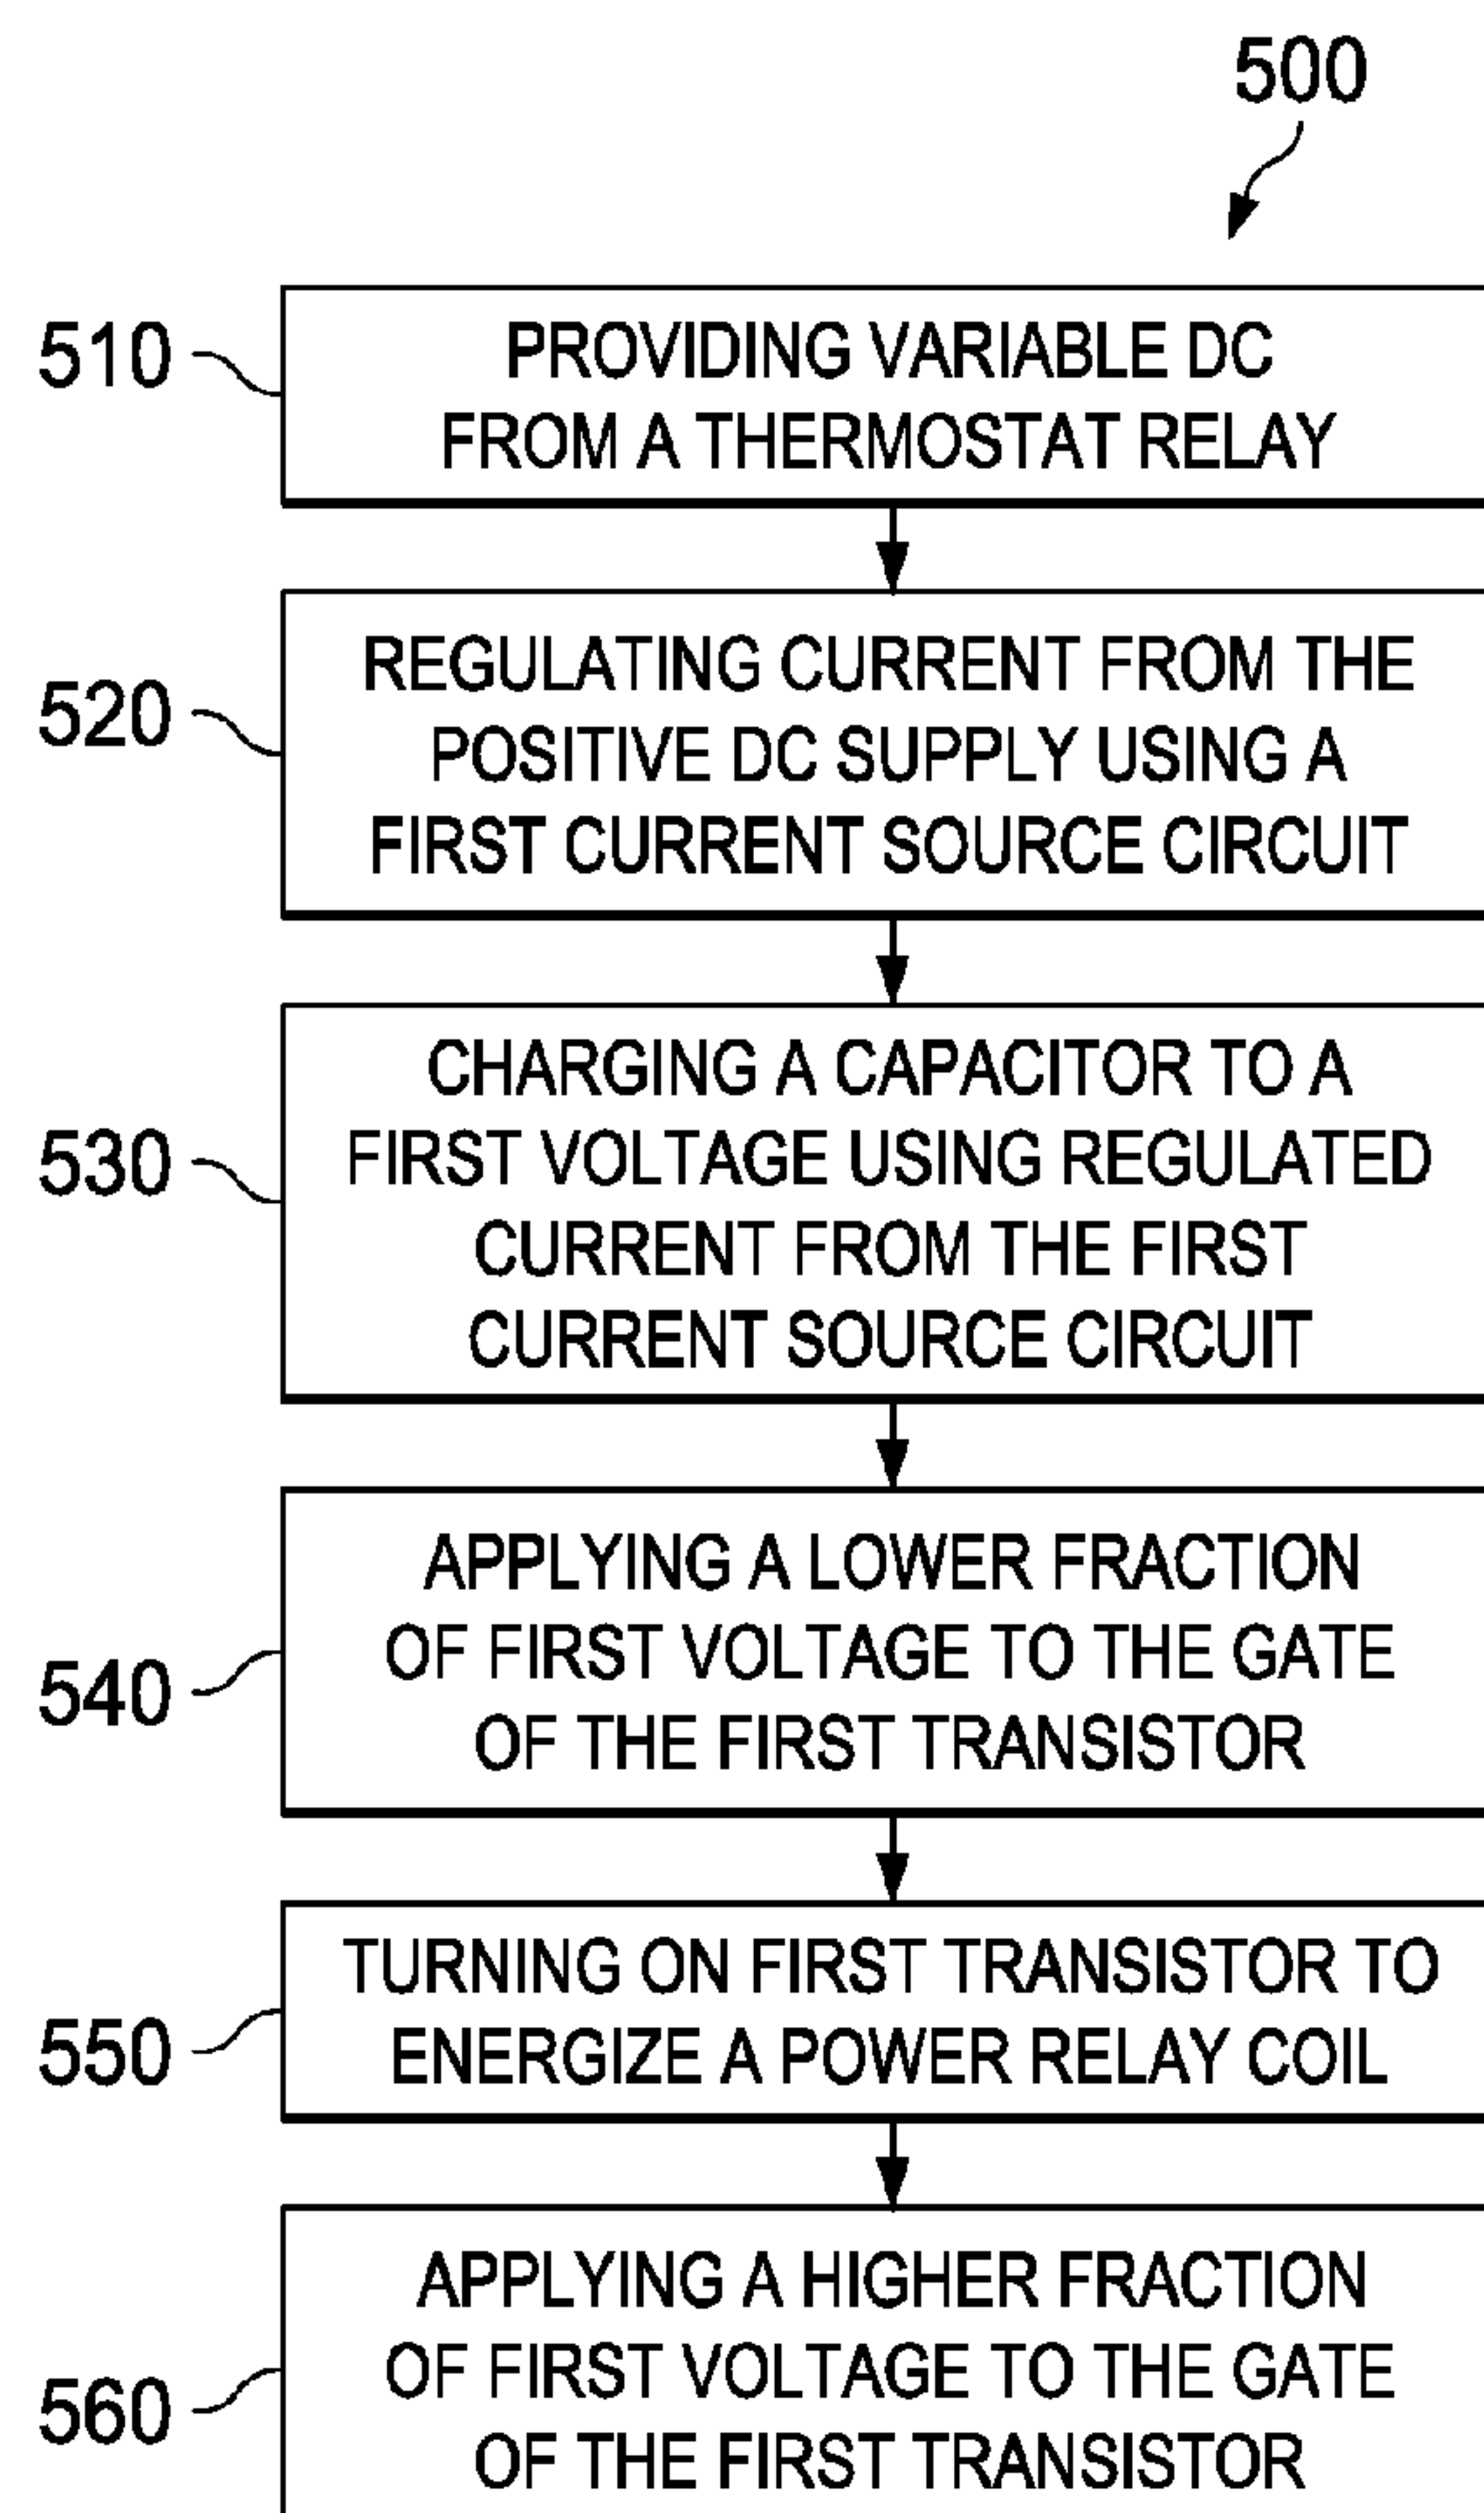 500
510
PROVIDING VARIABLE DC
FROM A THERMOSTAT RELAY
520
REGULATING CURRENT FROM THE
POSITIVE DC SUPPLY USING A
FIRST CURRENT SOURCE CIRCUIT
530
CHARGING A CAPACITOR TO A
FIRST VOLTAGE USING REGULATED
CURRENT FROM THE FIRST
CURRENT SOURCE CIRCUIT
540
APPLYING A LOWER FRACTION
OF FIRST VOLTAGE TO THE GATE
OF THE FIRST TRANSISTOR
550
TURNING ON FIRST TRANSISTOR TO
ENERGIZE A POWER RELAY COIL
560
APPLYING A HIGHER FRACTION
OF FIRST VOLTAGE TO THE GATE
OF THE FIRST TRANSISTOR